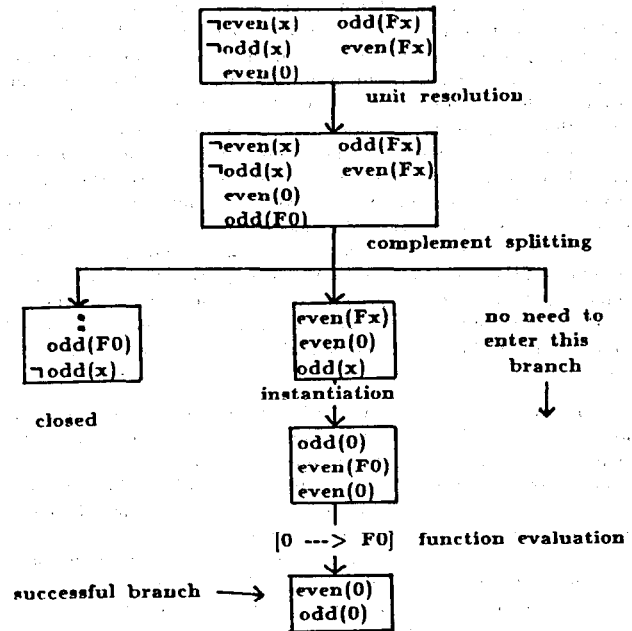 ¬even(x) odd(Fx)
¬odd(x) even(Fx)
even(0)
unit resolution
¬even(x) odd(Fx)
¬odd(x) even(Fx)
even(0)
odd(F0)
complement splitting
:
odd(F0)
¬odd(x)
closed
even(Fx)
even(0)
odd(x)
no need to
enter this
branch
instantiation
odd(0)
even(F0)
even(0)
[0 ---> F0] function evaluation
successful branch
even(0)
odd(0)